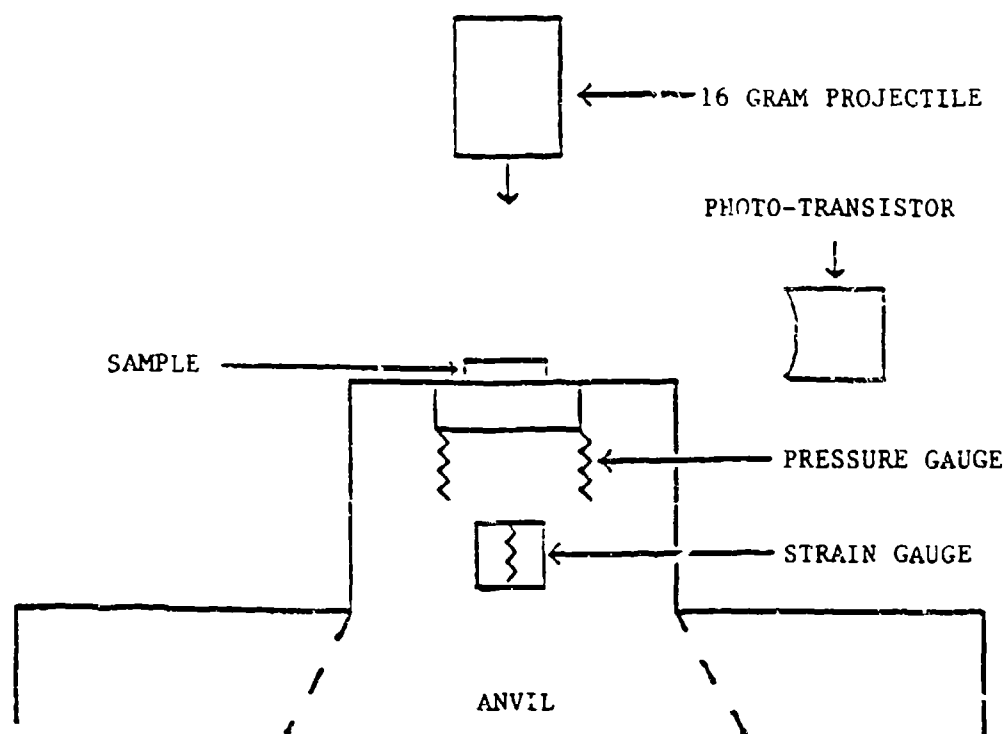 16 GRAM PROJECTILE
PHOTO-TRANSISTOR
SAMPLE
PRESSURE GAUGE
STRAIN GAUGE
ANVIL